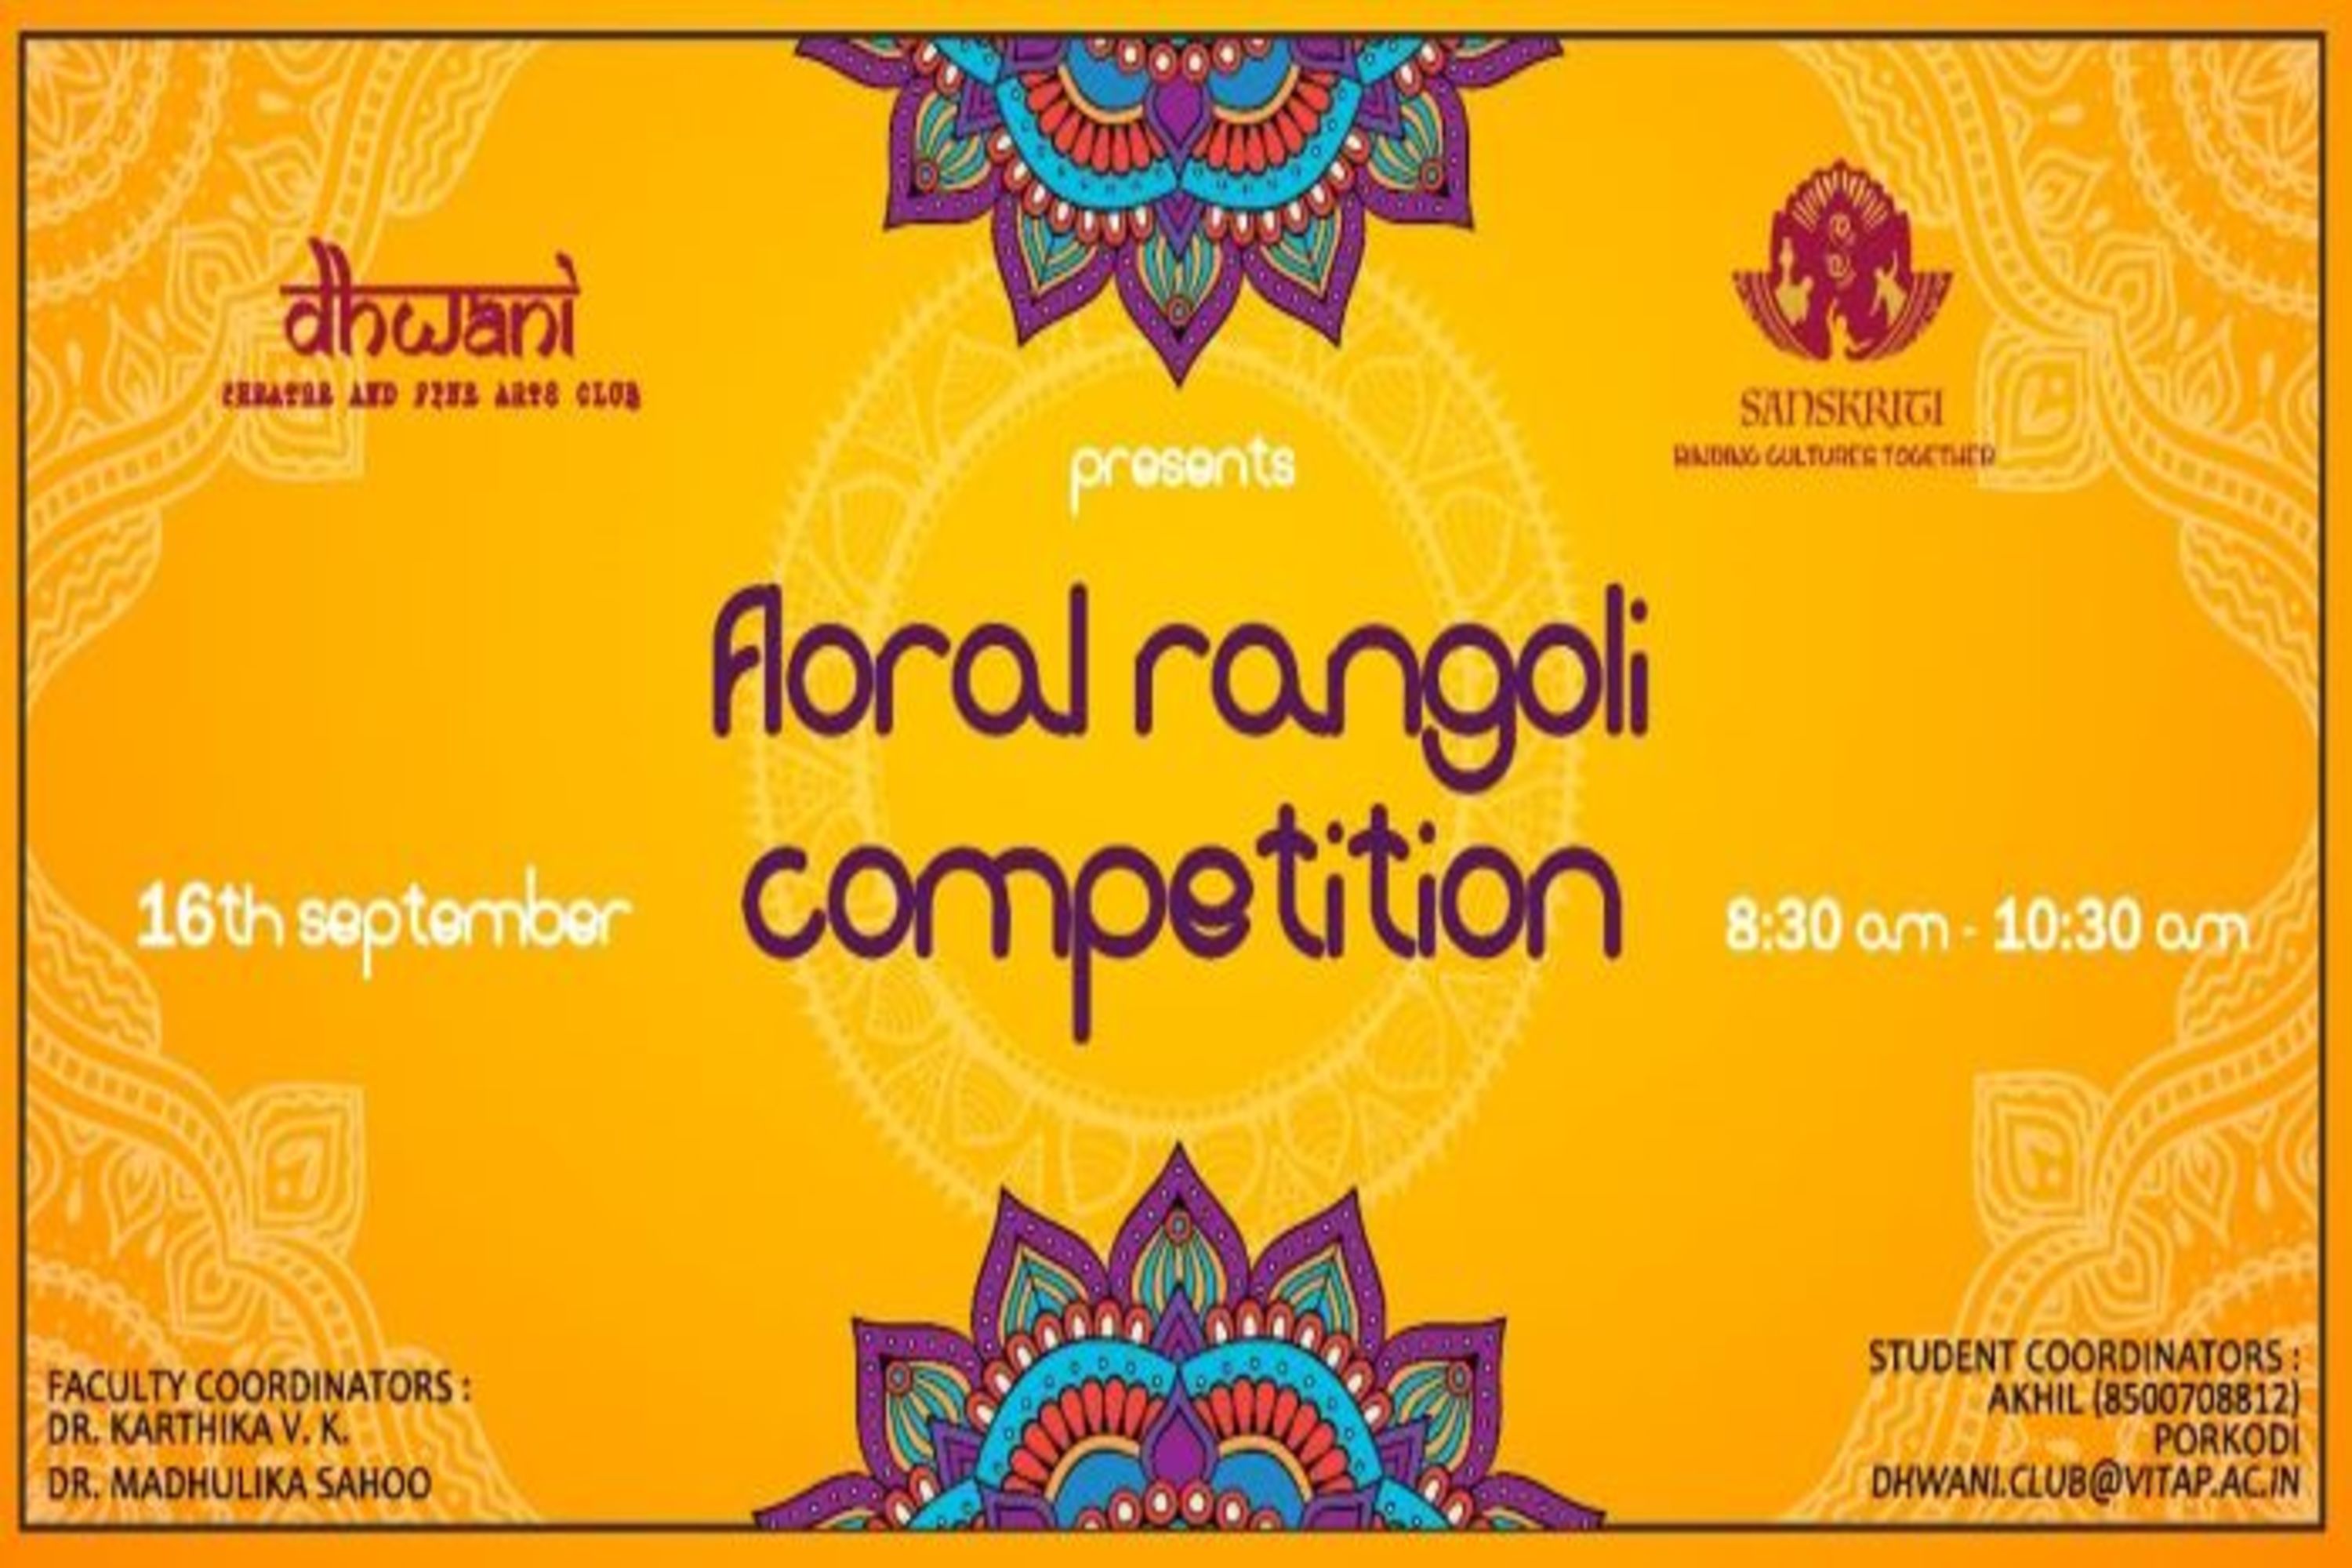 dhwani
THEATRE AND FINE ARTS CLUB
SANSKRITI
BINDING CULTURES TOGETHER
presents
floral rangoli
competition
16th september
8:30 am - 10:30 am
FACULTY COORDINATORS :
DR. KARTHIKA V. K.
DR. MADHULIKA SAHOO
STUDENT COORDINATORS :
AKHIL (8500708812)
PORKODI
DHWANI.CLUB@VITAP.AC.IN